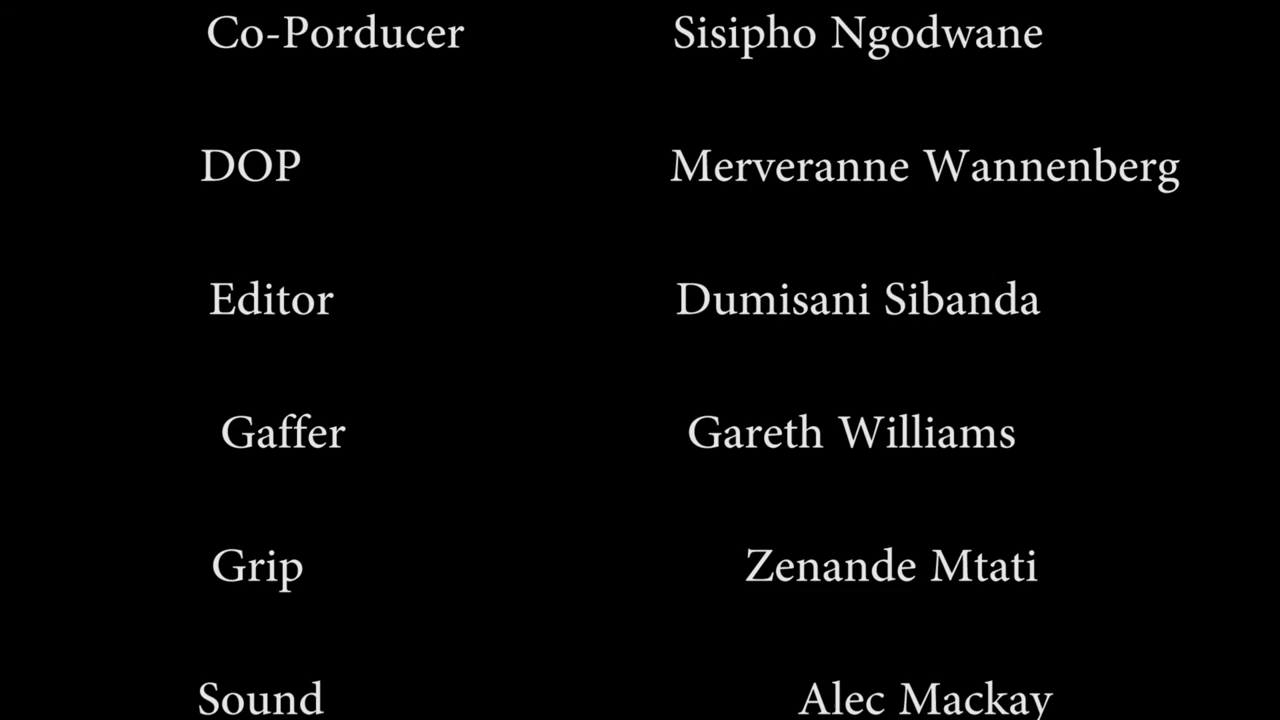 Co-Porducer Sisipho Ngodwane
DOP Merveranne Wannenberg
Editor Dumisani Sibanda
Gaffer Gareth Williams
Grip Zenande Mtati
Sound Alec Mackay